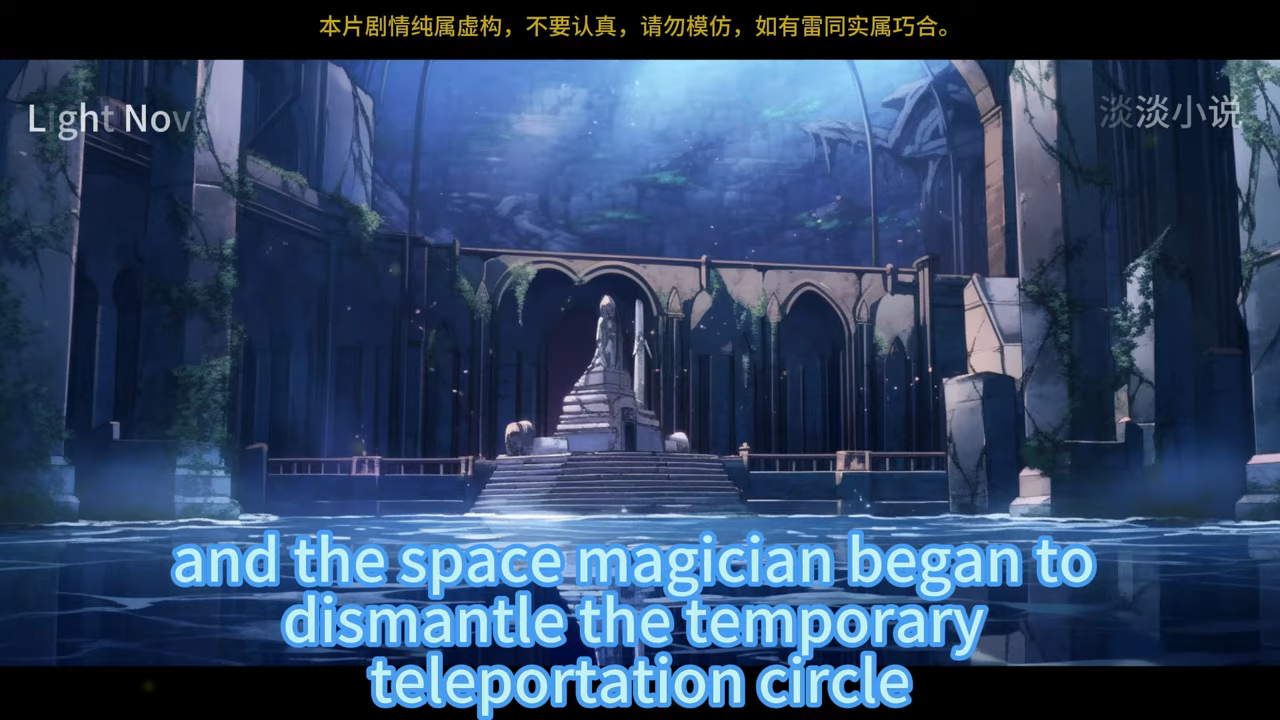 本片剧情纯属虚构，不要认真，请勿模仿，如有雷同实属巧合。
Light Nov
淡淡小说
and the space magician began to
dismantle the temporary
teleportation circle